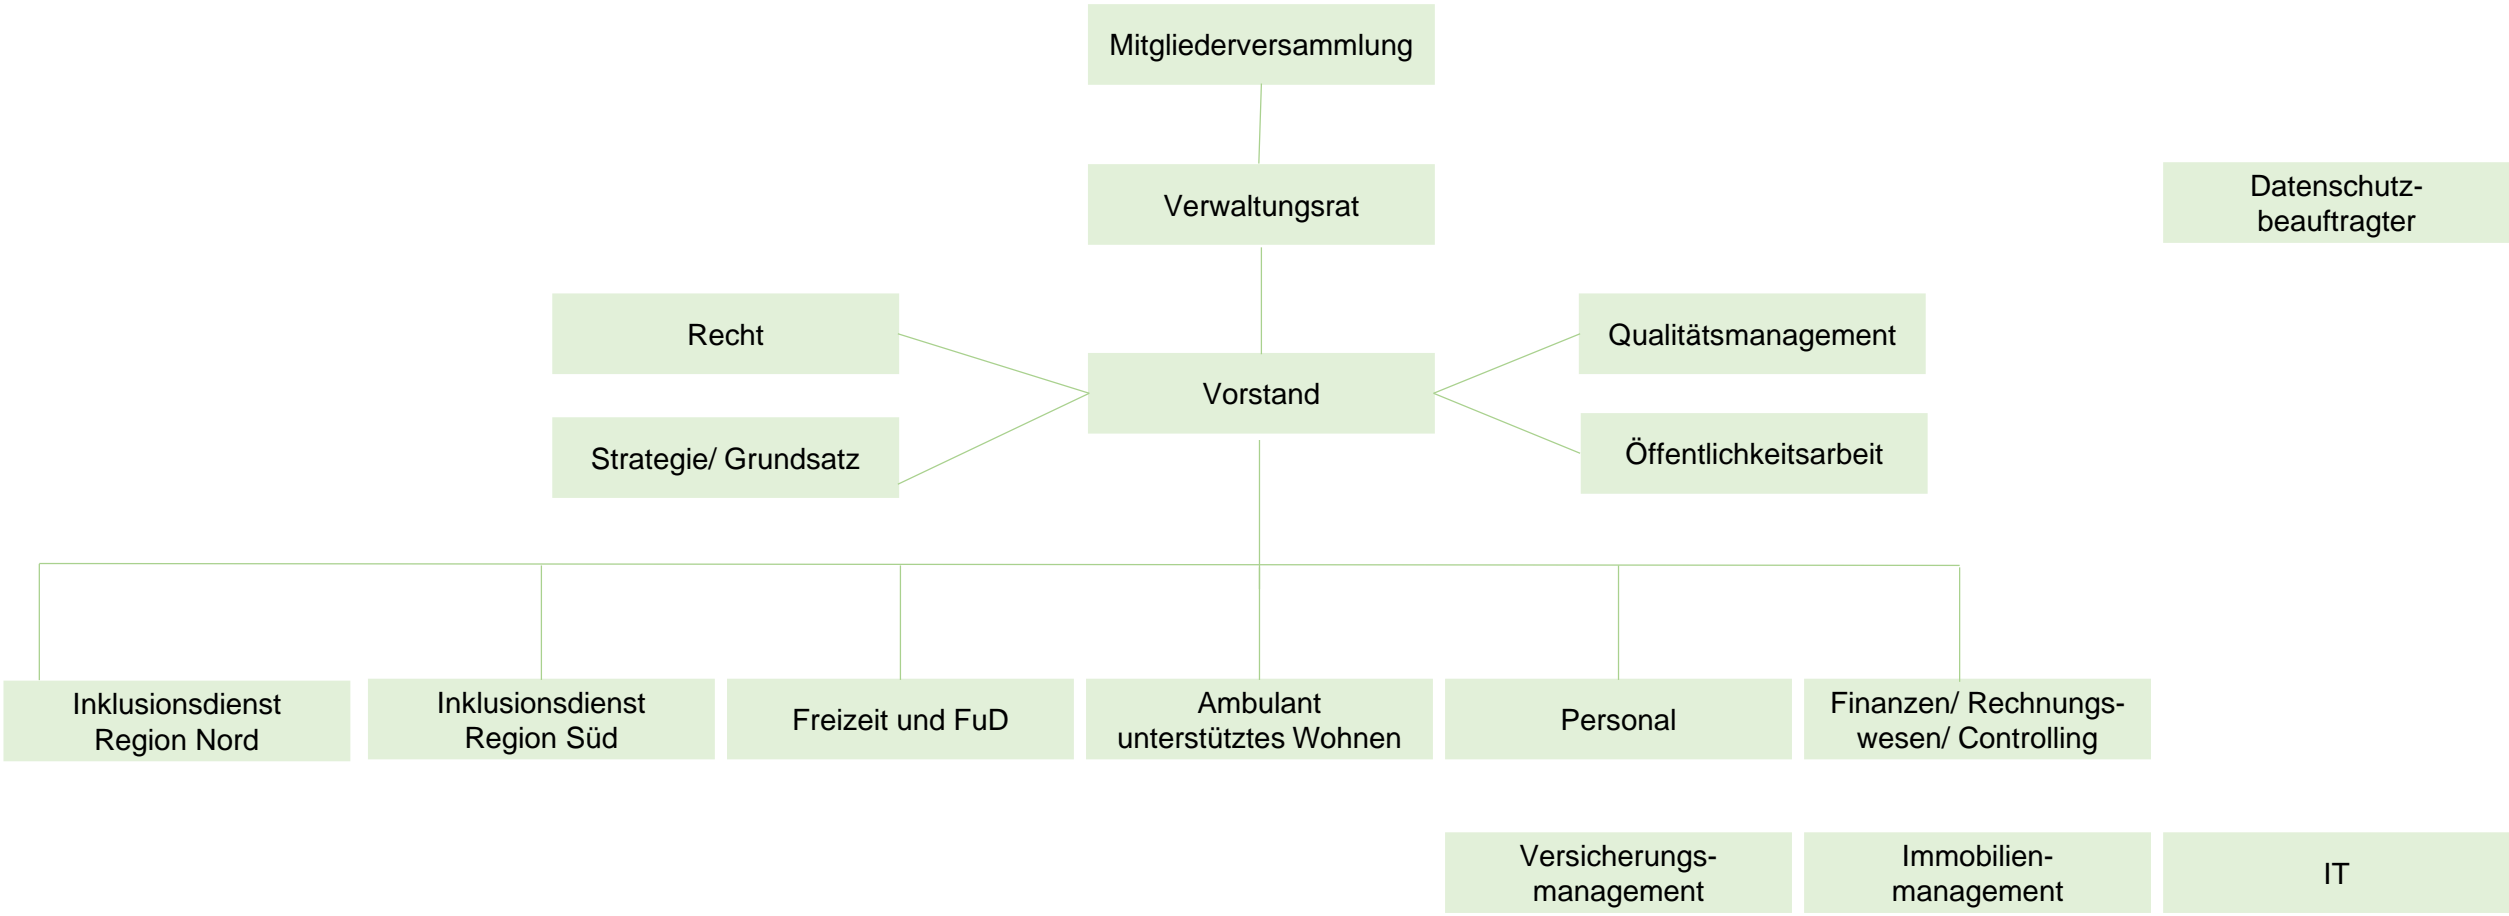 Mitgliederversammlung
Verwaltungsrat
Datenschutz-
beauftragter
Recht
Qualitätsmanagement
Vorstand
Strategie/ Grundsatz
Öffentlichkeitsarbeit
Inklusionsdienst
Region Nord
Inklusionsdienst
Region Süd
Freizeit und FuD
Ambulant
unterstütztes Wohnen
Personal
Finanzen/ Rechnungs-
wesen/ Controlling
Versicherungs-
management
Immobilien-
management
IT